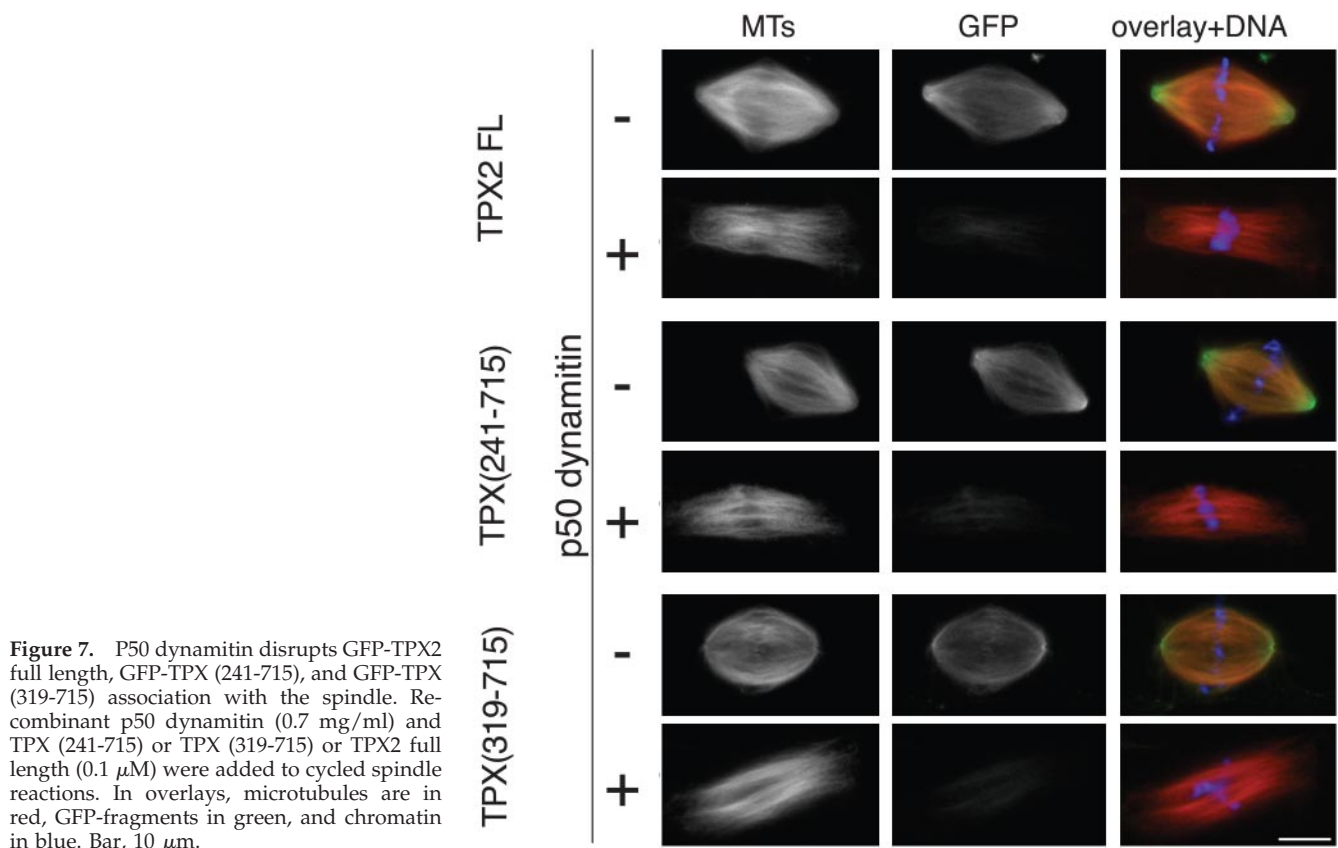 MTs GFP overlay+DNA
TPX2 FL
-
+
TPX(241-715)
p50 dynamitin
-
+
TPX(319-715)
-
+
Figure 7. P50 dynamitin disrupts GFP-TPX2
full length, GFP-TPX (241-715), and GFP-TPX
(319-715) association with the spindle. Re-
combinant p50 dynamitin (0.7 mg/ml) and
TPX (241-715) or TPX (319-715) or TPX2 full
length (0.1 μM) were added to cycled spindle
reactions. In overlays, microtubules are in
red, GFP-fragments in green, and chromatin
in blue. Bar, 10 μm.